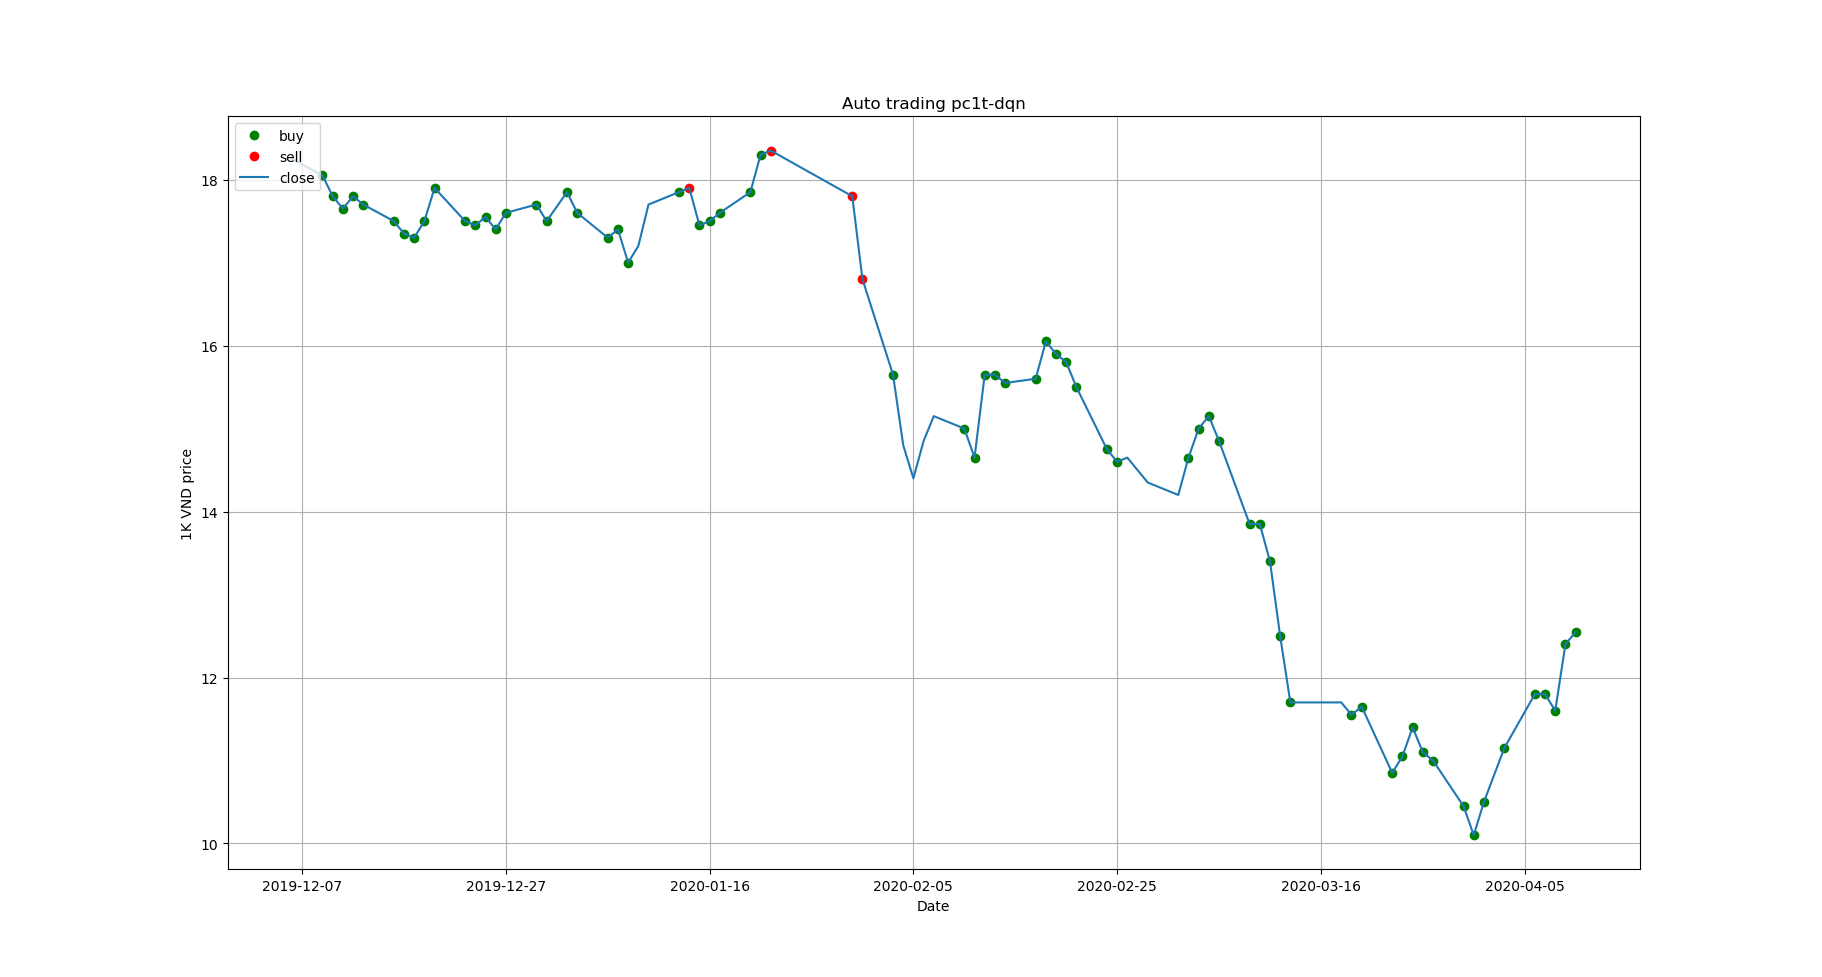 Auto trading pc1t-dqn
buy
sell
close
18
16
14
12
10
1K VND price
2019-12-07
2019-12-27
2020-01-16
2020-02-05
2020-02-25
2020-03-16
2020-04-05
Date